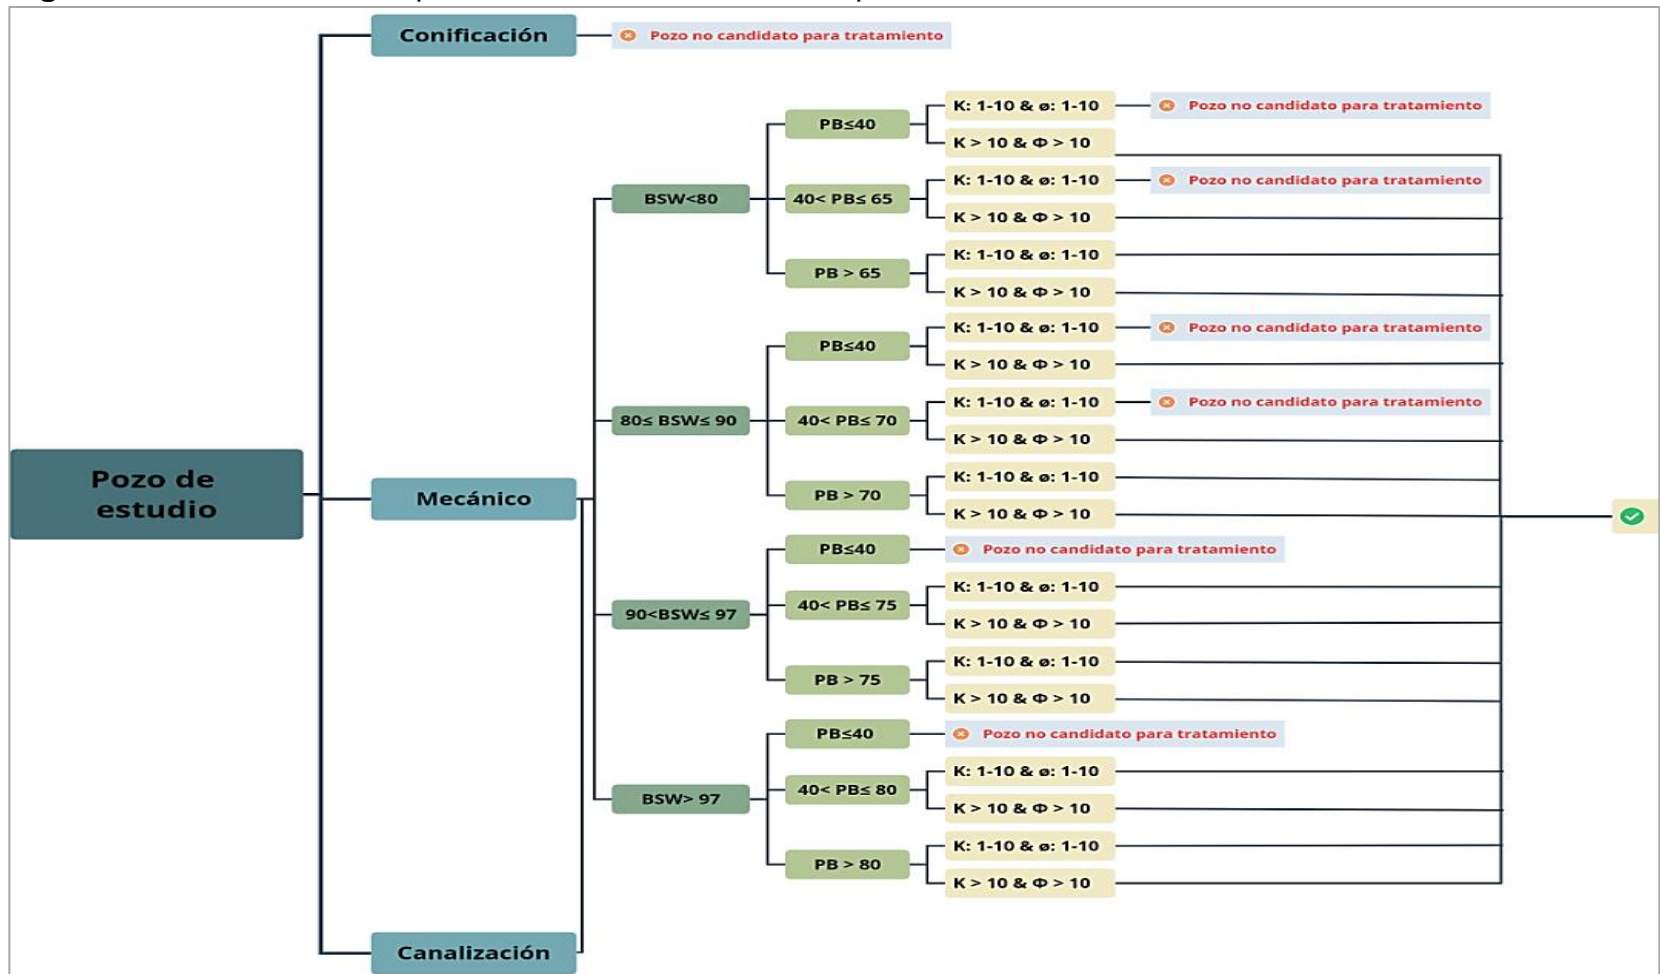 Conificación
Pozo no candidato para tratamiento
K: 1-10 & ø: 1-10
Pozo no candidato para tratamiento
PB≤40
K > 10 & Φ > 10
K: 1-10 & ø: 1-10
Pozo no candidato para tratamiento
BSW<80
40< PB≤ 65
K > 10 & Φ > 10
K: 1-10 & ø: 1-10
PB > 65
K > 10 & Φ > 10
K: 1-10 & ø: 1-10
Pozo no candidato para tratamiento
PB≤40
K > 10 & Φ > 10
K: 1-10 & ø: 1-10
Pozo no candidato para tratamiento
80≤ BSW≤ 90
40< PB≤ 70
K > 10 & Φ > 10
K: 1-10 & ø: 1-10
Pozo de
estudio
Mecánico
PB > 70
K > 10 & Φ > 10
PB≤40
Pozo no candidato para tratamiento
K: 1-10 & ø: 1-10
90<BSW≤ 97
40< PB≤ 75
K > 10 & Φ > 10
K: 1-10 & ø: 1-10
PB > 75
K > 10 & Φ > 10
PB≤40
Pozo no candidato para tratamiento
K: 1-10 & ø: 1-10
BSW> 97
40< PB≤ 80
K > 10 & Φ > 10
K: 1-10 & ø: 1-10
PB > 80
K > 10 & Φ > 10
Canalización